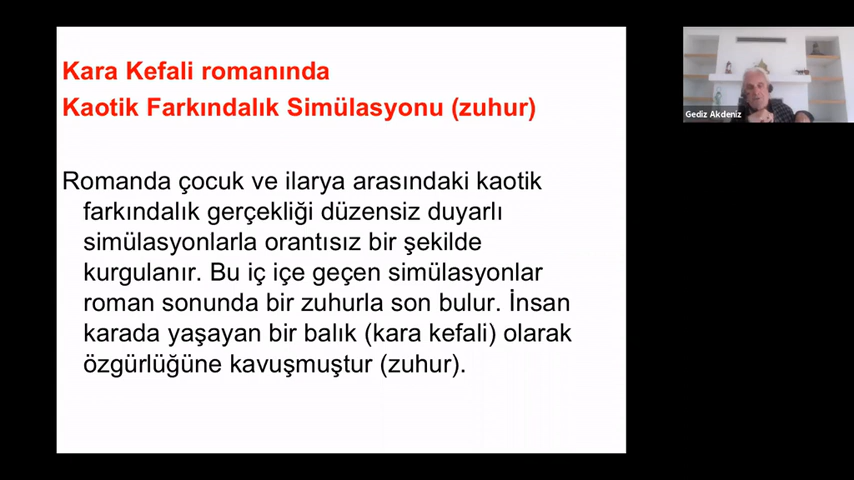 Kara Kefali romanında
Kaotik Farkındalık Simülasyonu (zuhur)
Romanda çocuk ve ilarya arasındaki kaotik
farkındalık gerçekliği düzensiz duyarlı
simülasyonlarla orantısız bir şekilde
kurgulanır. Bu iç içe geçen simülasyonlar
roman sonunda bir zuhurla son bulur. İnsan
karada yaşayan bir balık (kara kefali) olarak
özgürlüğüne kavuşmuştur (zuhur).
Gediz Akdeniz